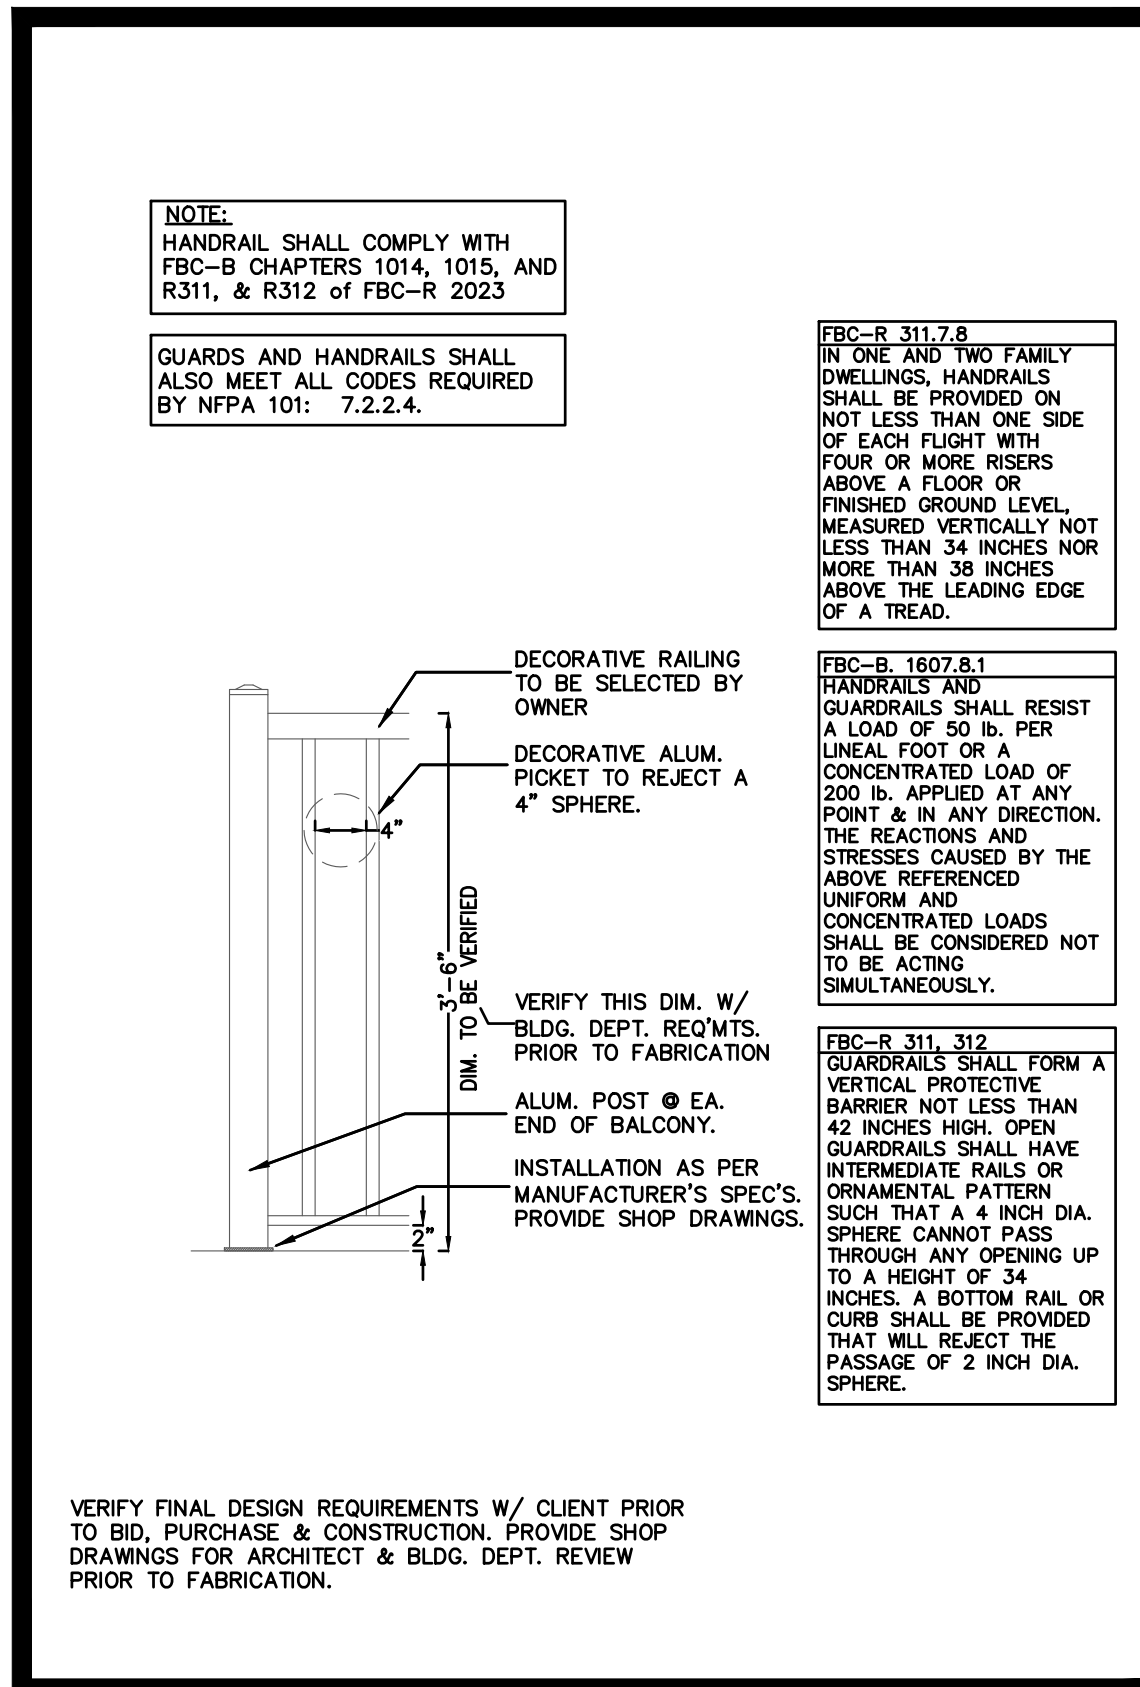 NOTE:
HANDRAIL SHALL COMPLY WITH
FBC-B CHAPTERS 1014, 1015, AND
R311, & R312 of FBC-R 2023
GUARDS AND HANDRAILS SHALL
ALSO MEET ALL CODES REQUIRED
BY NFPA 101: 7.2.2.4.
FBC-R 311.7.8
IN ONE AND TWO FAMILY
DWELLINGS, HANDRAILS
SHALL BE PROVIDED ON
NOT LESS THAN ONE SIDE
OF EACH FLIGHT WITH
FOUR OR MORE RISERS
ABOVE A FLOOR OR
FINISHED GROUND LEVEL,
MEASURED VERTICALLY NOT
LESS THAN 34 INCHES NOR
MORE THAN 38 INCHES
ABOVE THE LEADING EDGE
OF A TREAD.
DECORATIVE RAILING
TO BE SELECTED BY
OWNER
DECORATIVE ALUM.
PICKET TO REJECT A
4" SPHERE.
4"
3'-6"
DIM. TO BE VERIFIED
VERIFY THIS DIM. W/
BLDG. DEPT. REQ'MTS.
PRIOR TO FABRICATION
ALUM. POST @ EA.
END OF BALCONY.
INSTALLATION AS PER
MANUFACTURER'S SPEC'S.
PROVIDE SHOP DRAWINGS.
2"
FBC-B. 1607.8.1
HANDRAILS AND
GUARDRAILS SHALL RESIST
A LOAD OF 50 lb. PER
LINEAL FOOT OR A
CONCENTRATED LOAD OF
200 lb. APPLIED AT ANY
POINT & IN ANY DIRECTION.
THE REACTIONS AND
STRESSES CAUSED BY THE
ABOVE REFERENCED
UNIFORM AND
CONCENTRATED LOADS
SHALL BE CONSIDERED NOT
TO BE ACTING
SIMULTANEOUSLY.
FBC-R 311, 312
GUARDRAILS SHALL FORM A
VERTICAL PROTECTIVE
BARRIER NOT LESS THAN
42 INCHES HIGH. OPEN
GUARDRAILS SHALL HAVE
INTERMEDIATE RAILS OR
ORNAMENTAL PATTERN
SUCH THAT A 4 INCH DIA.
SPHERE CANNOT PASS
THROUGH ANY OPENING UP
TO A HEIGHT OF 34
INCHES. A BOTTOM RAIL OR
CURB SHALL BE PROVIDED
THAT WILL REJECT THE
PASSAGE OF 2 INCH DIA.
SPHERE.
VERIFY FINAL DESIGN REQUIREMENTS W/ CLIENT PRIOR
TO BID, PURCHASE & CONSTRUCTION. PROVIDE SHOP
DRAWINGS FOR ARCHITECT & BLDG. DEPT. REVIEW
PRIOR TO FABRICATION.